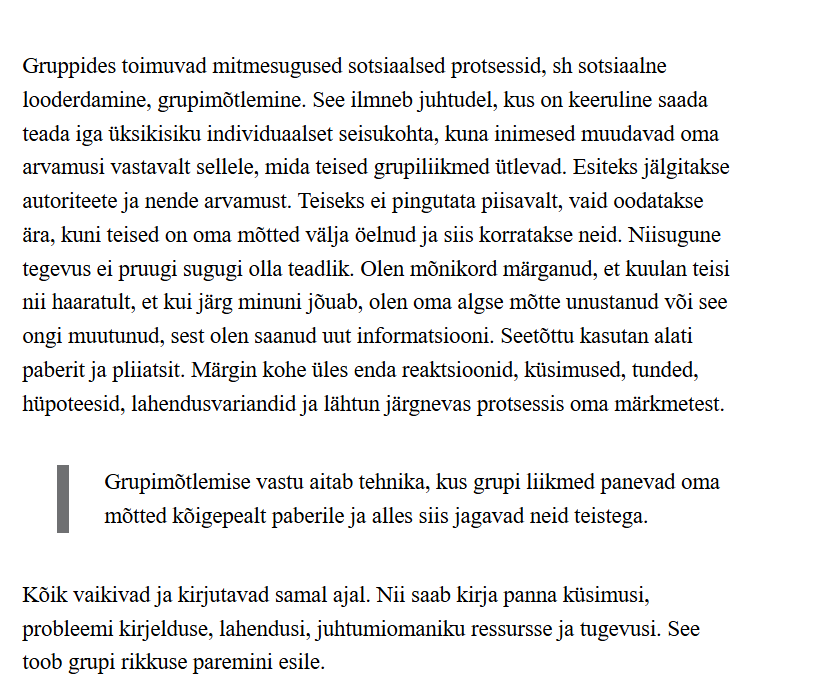 Gruppides toimuvad mitmesugused sotsiaalsed protsessid, sh sotsiaalne
looderdamine, grupimõtlemine. See ilmneb juhtudel, kus on keeruline saada
teada iga üksikisiku individuaalset seisukohta, kuna inimesed muudavad oma
arvamusi vastavalt sellele, mida teised grupiliikmed ütlevad. Esiteks jälgitakse
autoriteete ja nende arvamust. Teiseks ei pingutata piisavalt, vaid oodatakse
ära, kuni teised on oma mõtted välja öelnud ja siis korratakse neid. Niisugune
tegevus ei pruugi sugugi olla teadlik. Olen mõnikord märganud, et kuulan teisi
nii haaratult, et kui järg minuni jõuab, olen oma algse mõtte unustanud või see
ongi muutunud, sest olen saanud uut informatsiooni. Seetõttu kasutan alati
paberit ja pliiatsit. Märgin kohe üles enda reaktsioonid, küsimused, tunded,
hüpoteesid, lahendusvariandid ja lähtun järgnevas protsessis oma märkmetest.
Grupimõtlemise vastu aitab tehnika, kus grupi liikmed panevad oma
mõtted kõigepealt paberile ja alles siis jagavad neid teistega.
Kõik vaikivad ja kirjutavad samal ajal. Nii saab kirja panna küsimusi,
probleemi kirjelduse, lahendusi, juhtumiomaniku ressursse ja tugevusi. See
toob grupi rikkuse paremini esile.